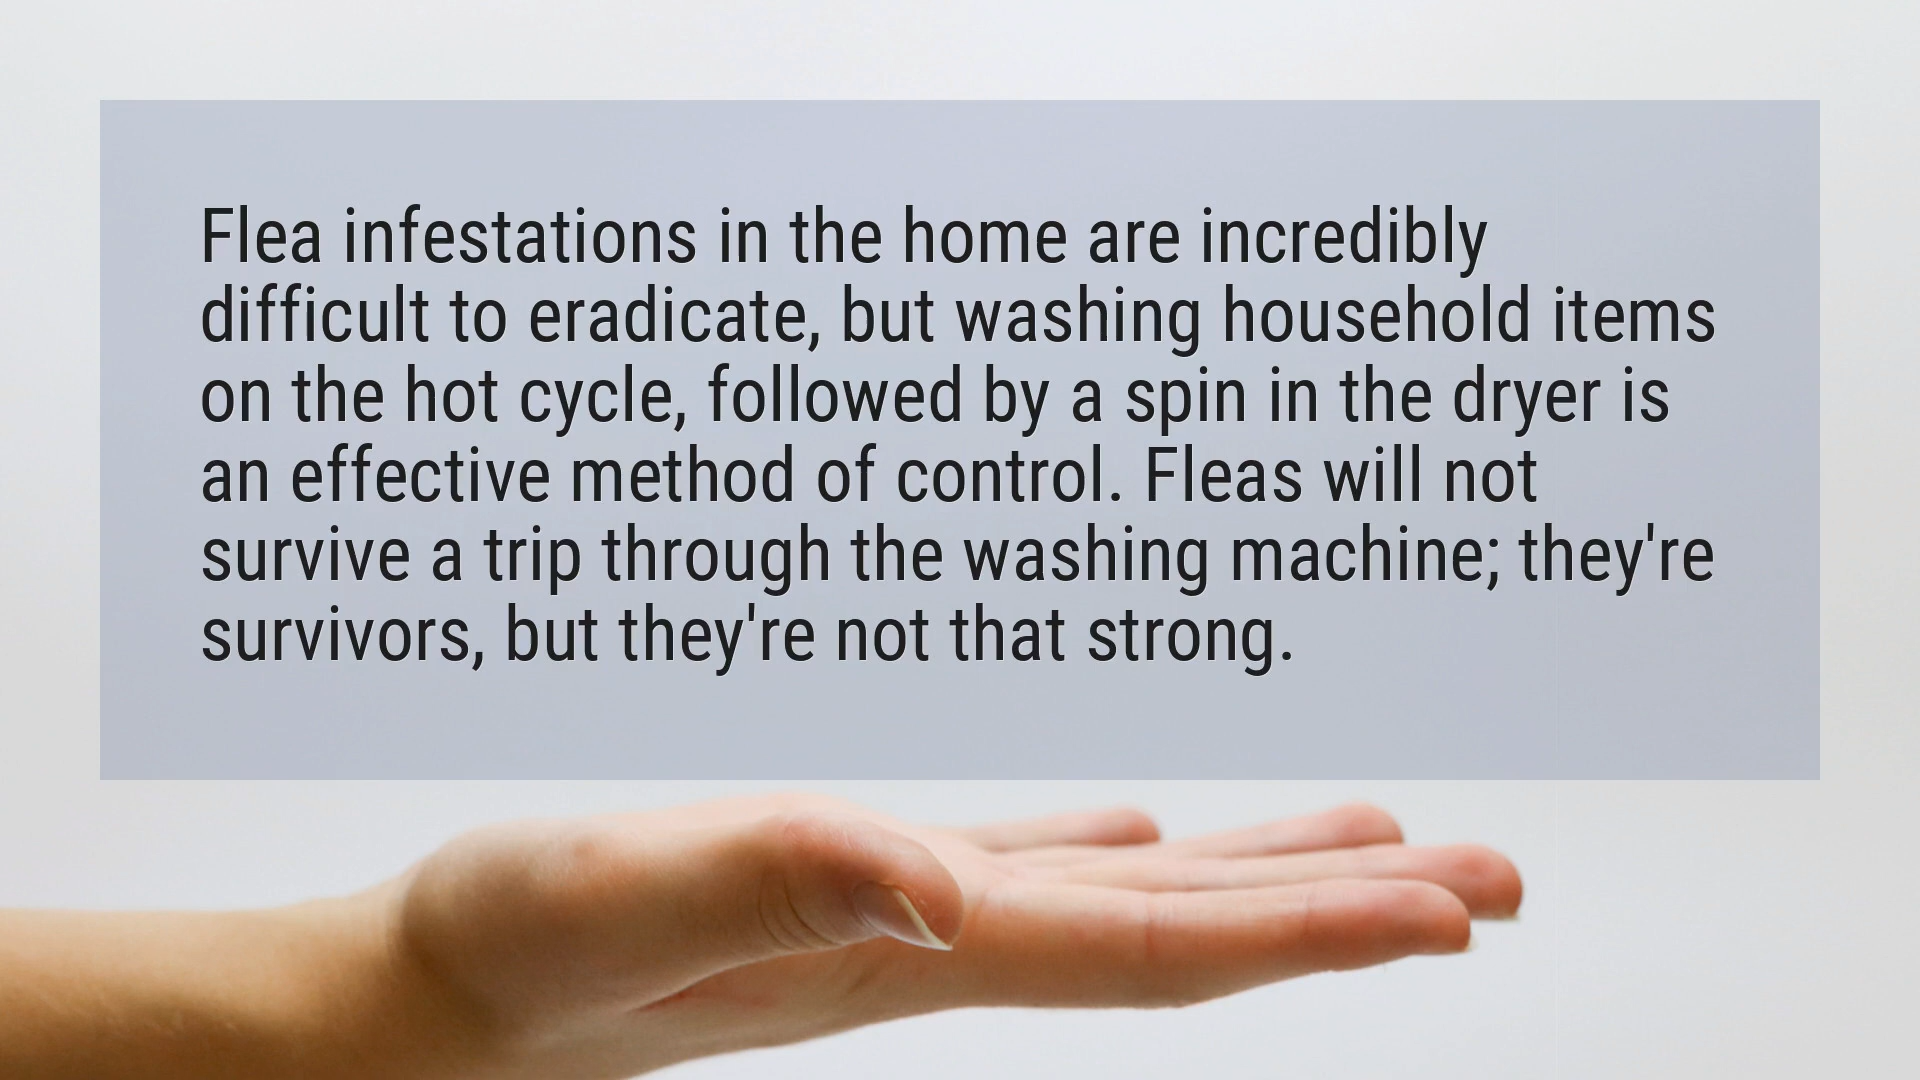 Flea infestations in the home are incredibly
difficult to eradicate, but washing household items
on the hot cycle, followed by a spin in the dryer is
an effective method of control. Fleas will not
survive a trip through the washing machine; they're
survivors, but they're not that strong.